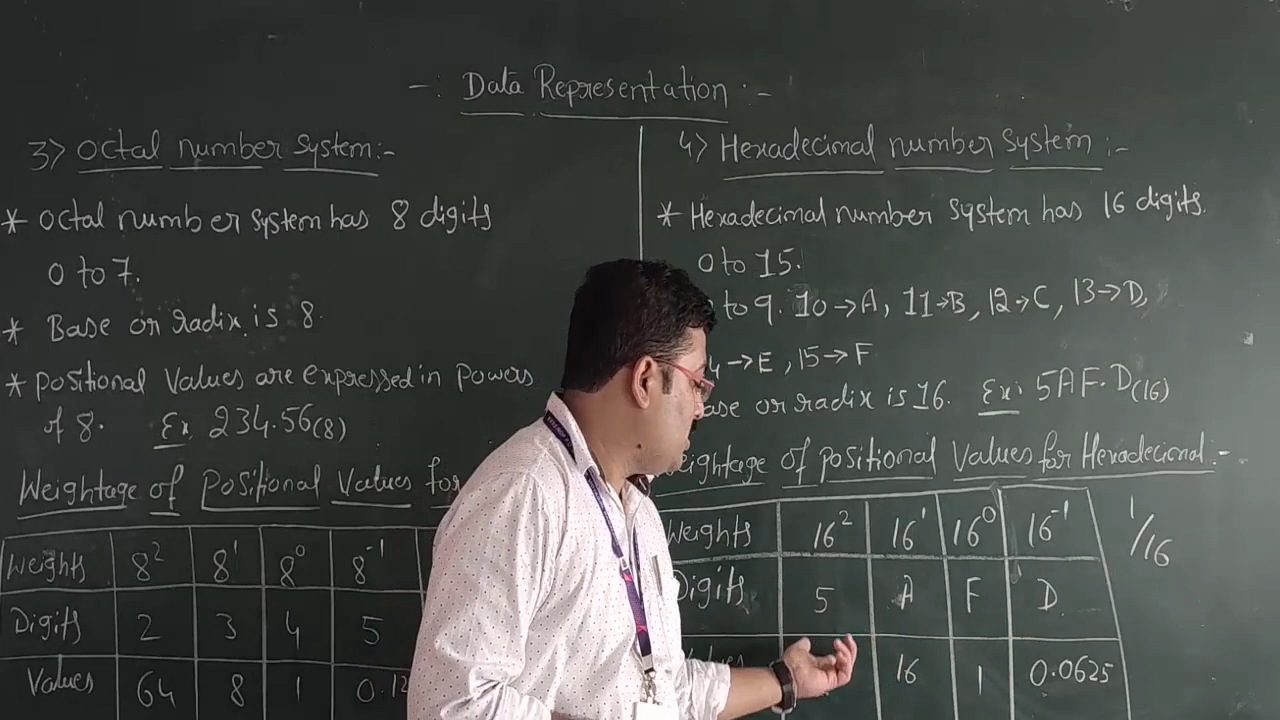 -: Data Representation :-
3) Octal number system:-
* Octal number system has 8 digits
0 to 7.
* Base or radix is 8.
* Positional Values are expressed in Powers
of 8. Ex. 234.56(8)
Weightage of Positional Values for
Weights 8² 8¹ 8⁰ 8⁻¹
Digits 2 3 4 5
Values 64 8 1 0.12
4) Hexadecimal number System :-
* Hexadecimal number System has 16 digits.
0 to 15.
to 9. 10→A, 11→B, 12→C, 13→D,
→E, 15→F
or radix is 16. Ex: 5AF.D(16)
Weightage of Positional Values for Hexadecimal:-
Weights 16² 16¹ 16⁰ 16⁻¹
Digits 5 A F D
16 1 0.0625
1/16